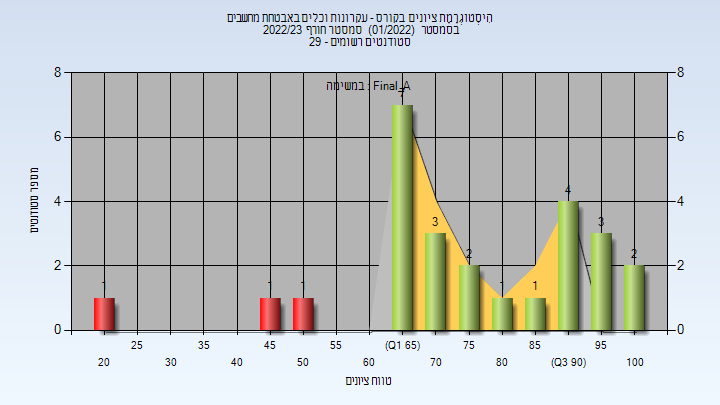 הִיסְטוֹגְרָמַת ציונים בקורס - עקרונות וכלים באבטחת מחשבים
בסמסטר (01/2022) סמסטר חורף 2022/23
סטודנטים רשומים - 29
במשימה : Final_A
8 8
6 6
4 4
2 2
0 0
מספר סטודנטים
1 1 1 7 3 2 1 1 4 3 2
25 35 45 55 (Q1 65) 75 85 95
20 30 40 50 60 70 80 (Q3 90) 100
טווח ציונים